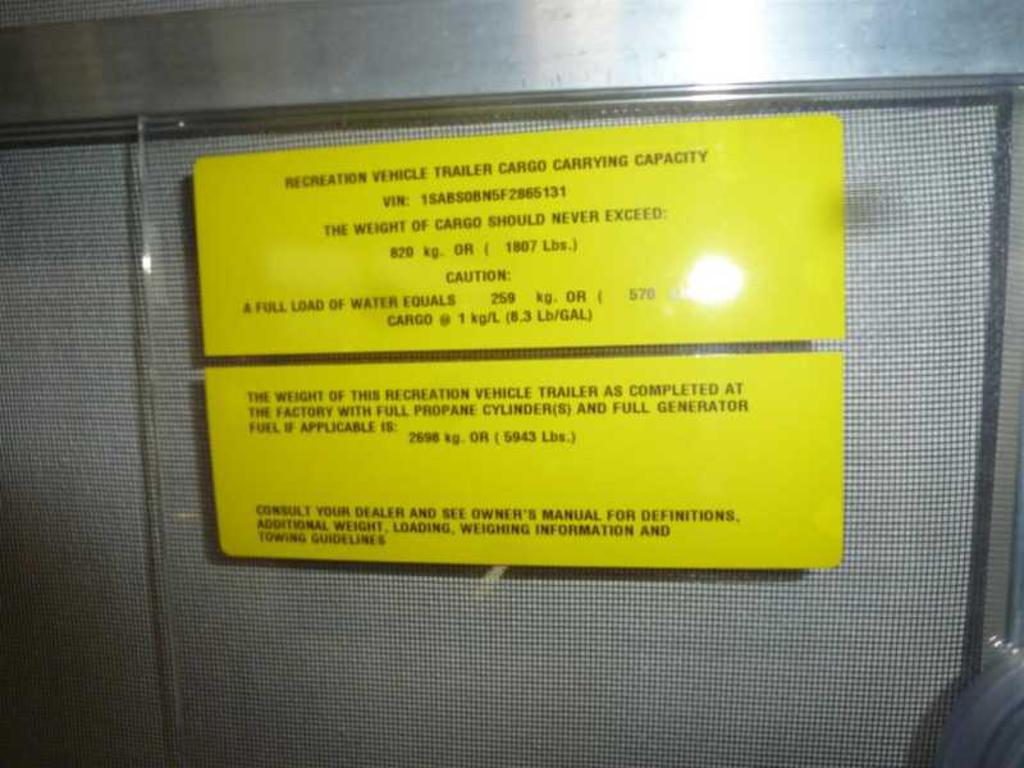 RECREATION VEHICLE TRAILER CARGO CARRYING CAPACITY
VIN: 1SABS0BN5F2865131
THE WEIGHT OF CARGO SHOULD NEVER EXCEED:
820 kg. OR ( 1807 Lbs.)
CAUTION:
A FULL LOAD OF WATER EQUALS 259 kg. OR ( 570
CARGO @ 1 kg/L (8.3 Lb/GAL)
THE WEIGHT OF THIS RECREATION VEHICLE TRAILER AS COMPLETED AT
THE FACTORY WITH FULL PROPANE CYLINDER(S) AND FULL GENERATOR
FUEL IF APPLICABLE IS:
2698 kg. OR ( 5943 Lbs.)
CONSULT YOUR DEALER AND SEE OWNER'S MANUAL FOR DEFINITIONS,
ADDITIONAL WEIGHT, LOADING, WEIGHING INFORMATION AND
TOWING GUIDELINES